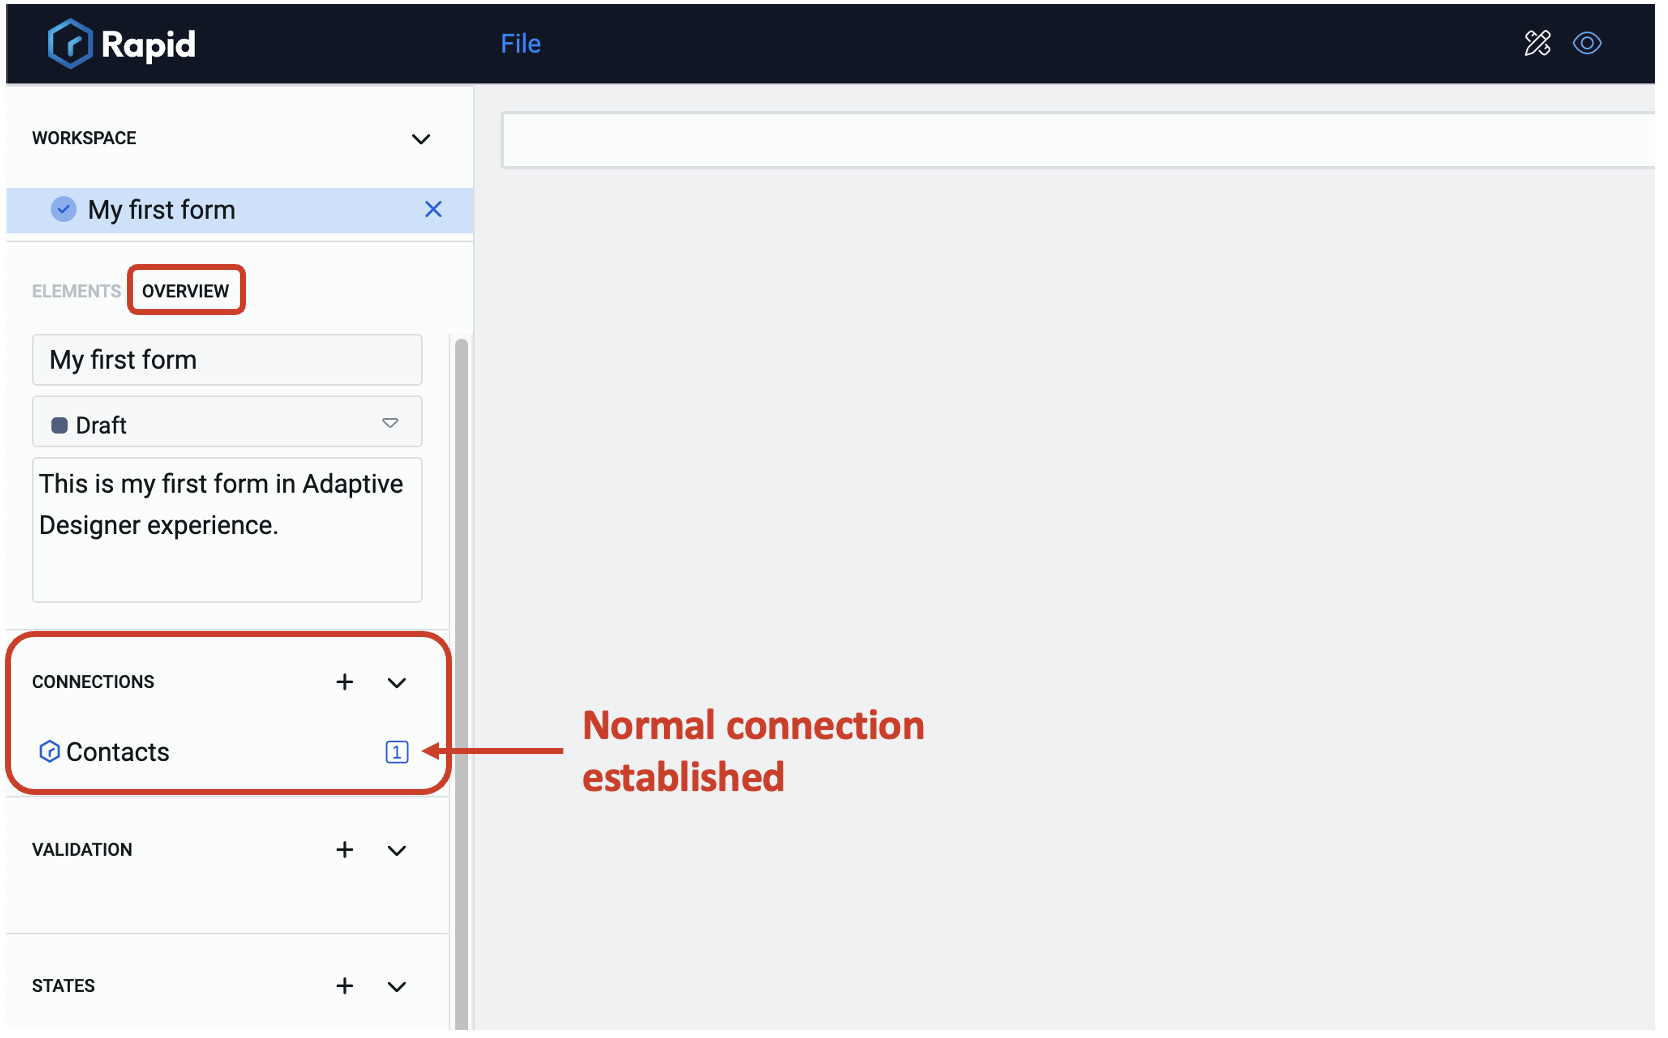 Rapid
File
WORKSPACE
My first form
ELEMENTS OVERVIEW
My first form
Draft
This is my first form in Adaptive
Designer experience.
CONNECTIONS
Contacts 1
Normal connection
established
VALIDATION
STATES